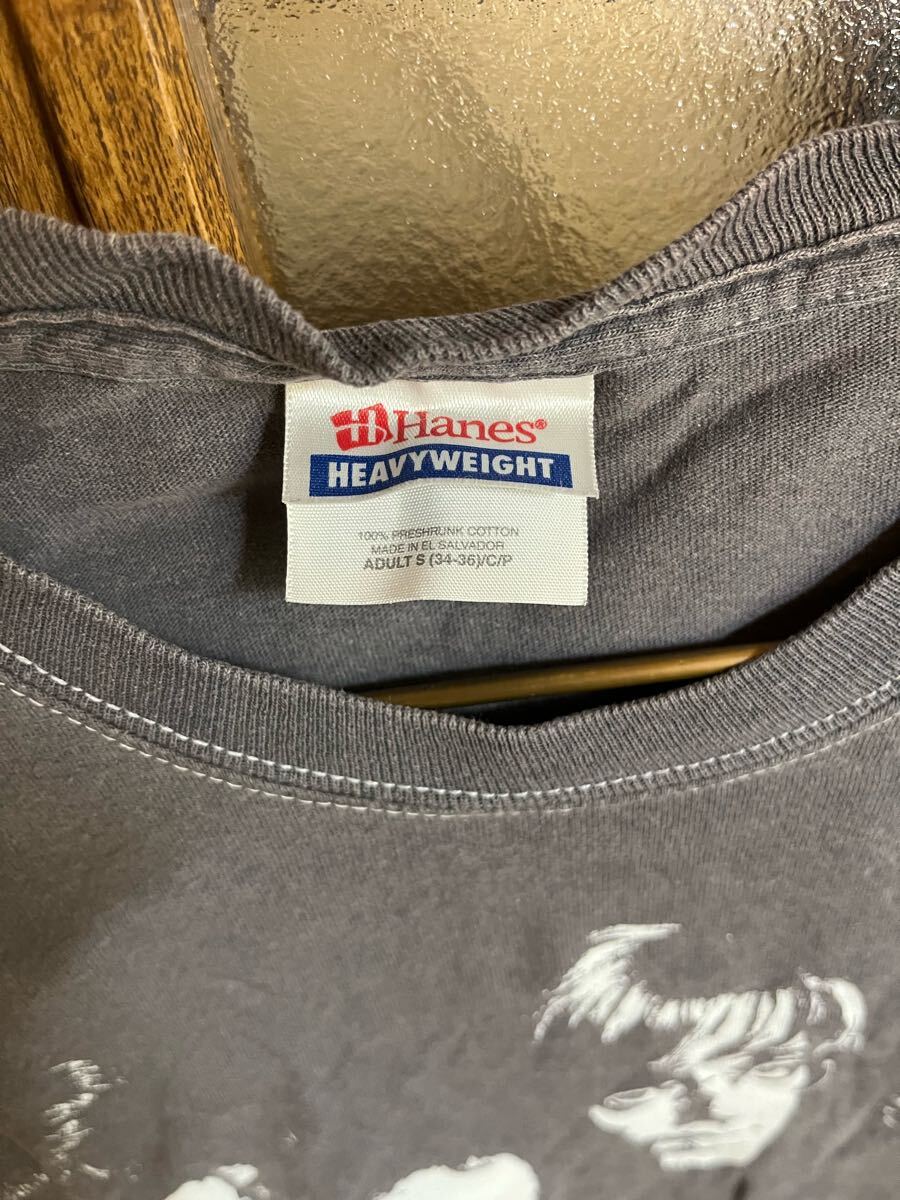 Hanes®
HEAVYWEIGHT
100% PRESHRUNK COTTON
MADE IN EL SALVADOR
ADULT S (34-36)/C/P